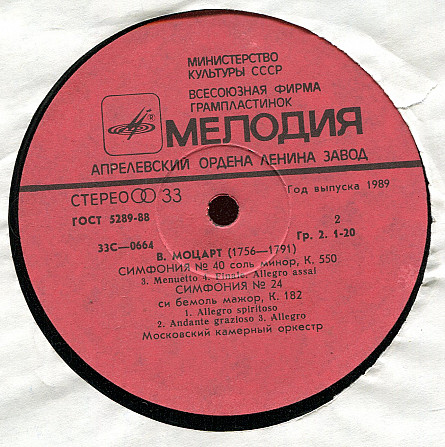 МИНИСТЕРСТВО
КУЛЬТУРЫ СССР
ВСЕСОЮЗНАЯ ФИРМА
ГРАМПЛАСТИНОК
МЕЛОДИЯ
АПРЕЛЕВСКИЙ ОРДЕНА ЛЕНИНА ЗАВОД
СТЕРЕО 33
Год выпуска 1989
ГОСТ 5289-88
2
33С—0664
Гр. 2. 1-20
В. МОЦАРТ (1756—1791)
СИМФОНИЯ № 40 соль минор, К. 550
3. Menuetto 4. Finale. Allegro assai
СИМФОНИЯ № 24
си бемоль мажор, К. 182
1. Allegro spiritoso
2. Andante grazioso 3. Allegro
Московский камерный оркестр